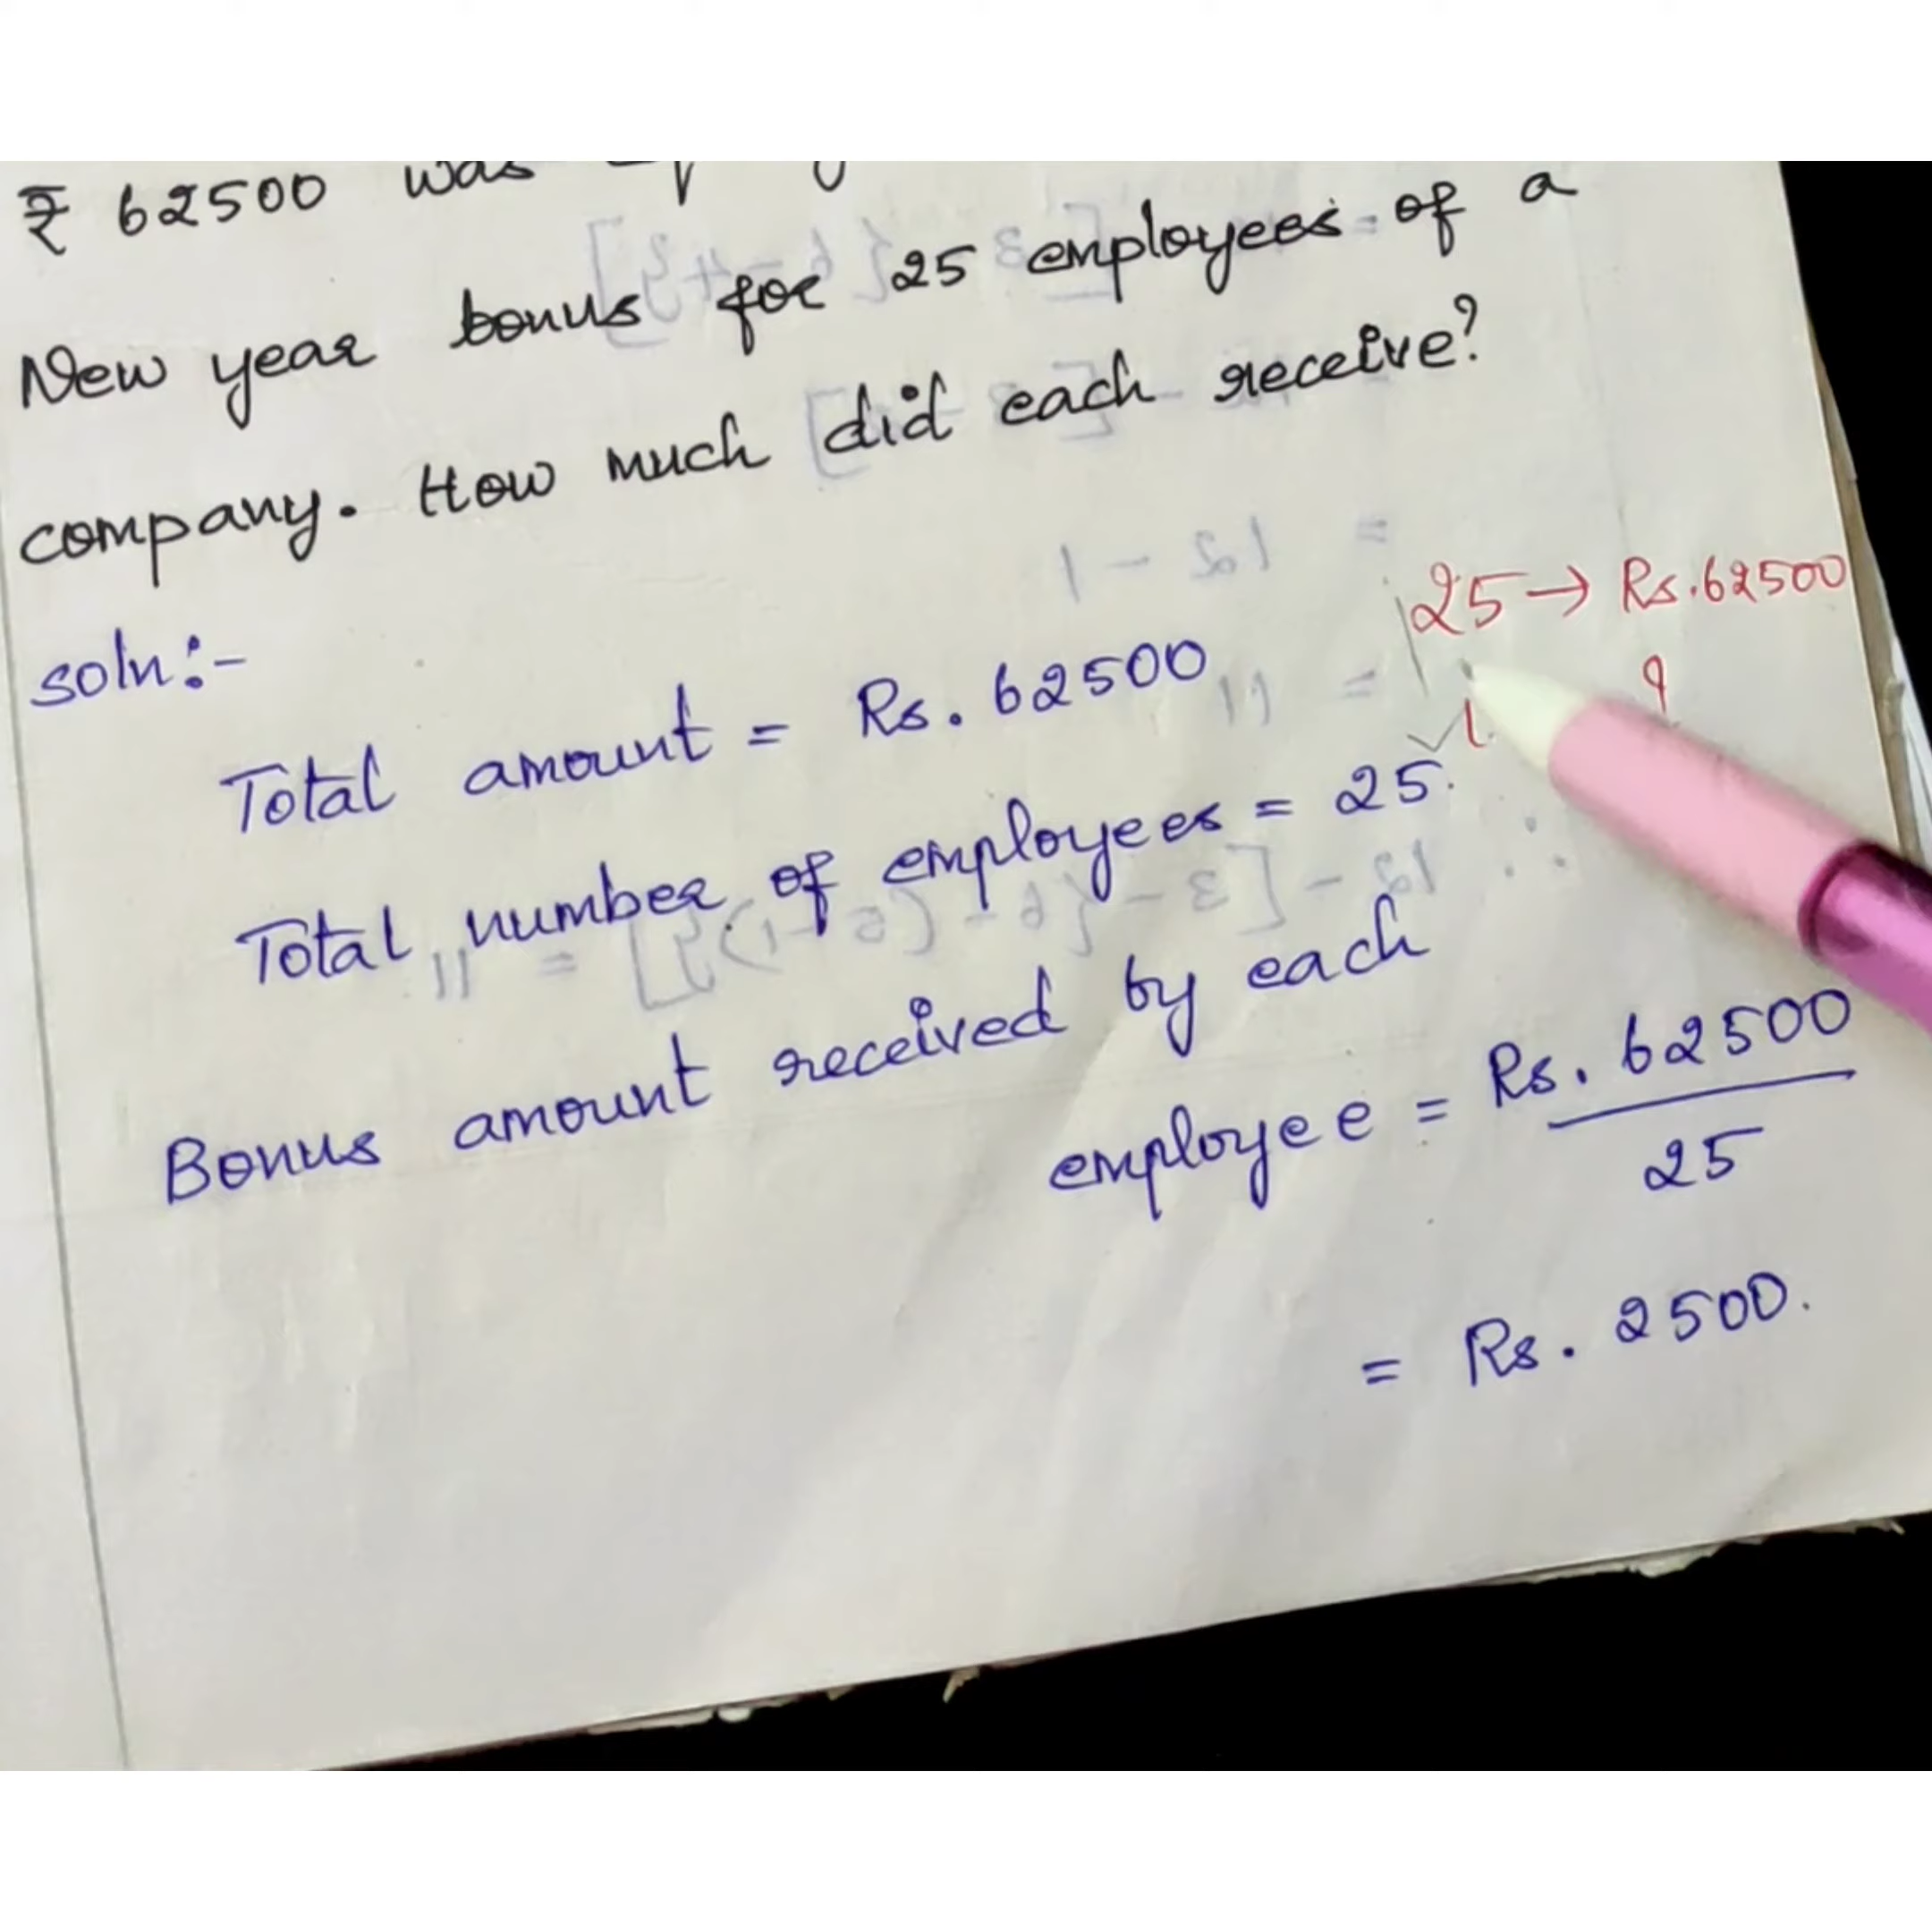 ₹ 62500 was
New year bonus for 25 employees of a
company. How much did each receive?
soln:-
25 → Rs.62500
1 ?
Total amount = Rs. 62500
Total number of employees = 25.
Bonus amount received by each
employee = Rs. 62500
25
= Rs. 2500.